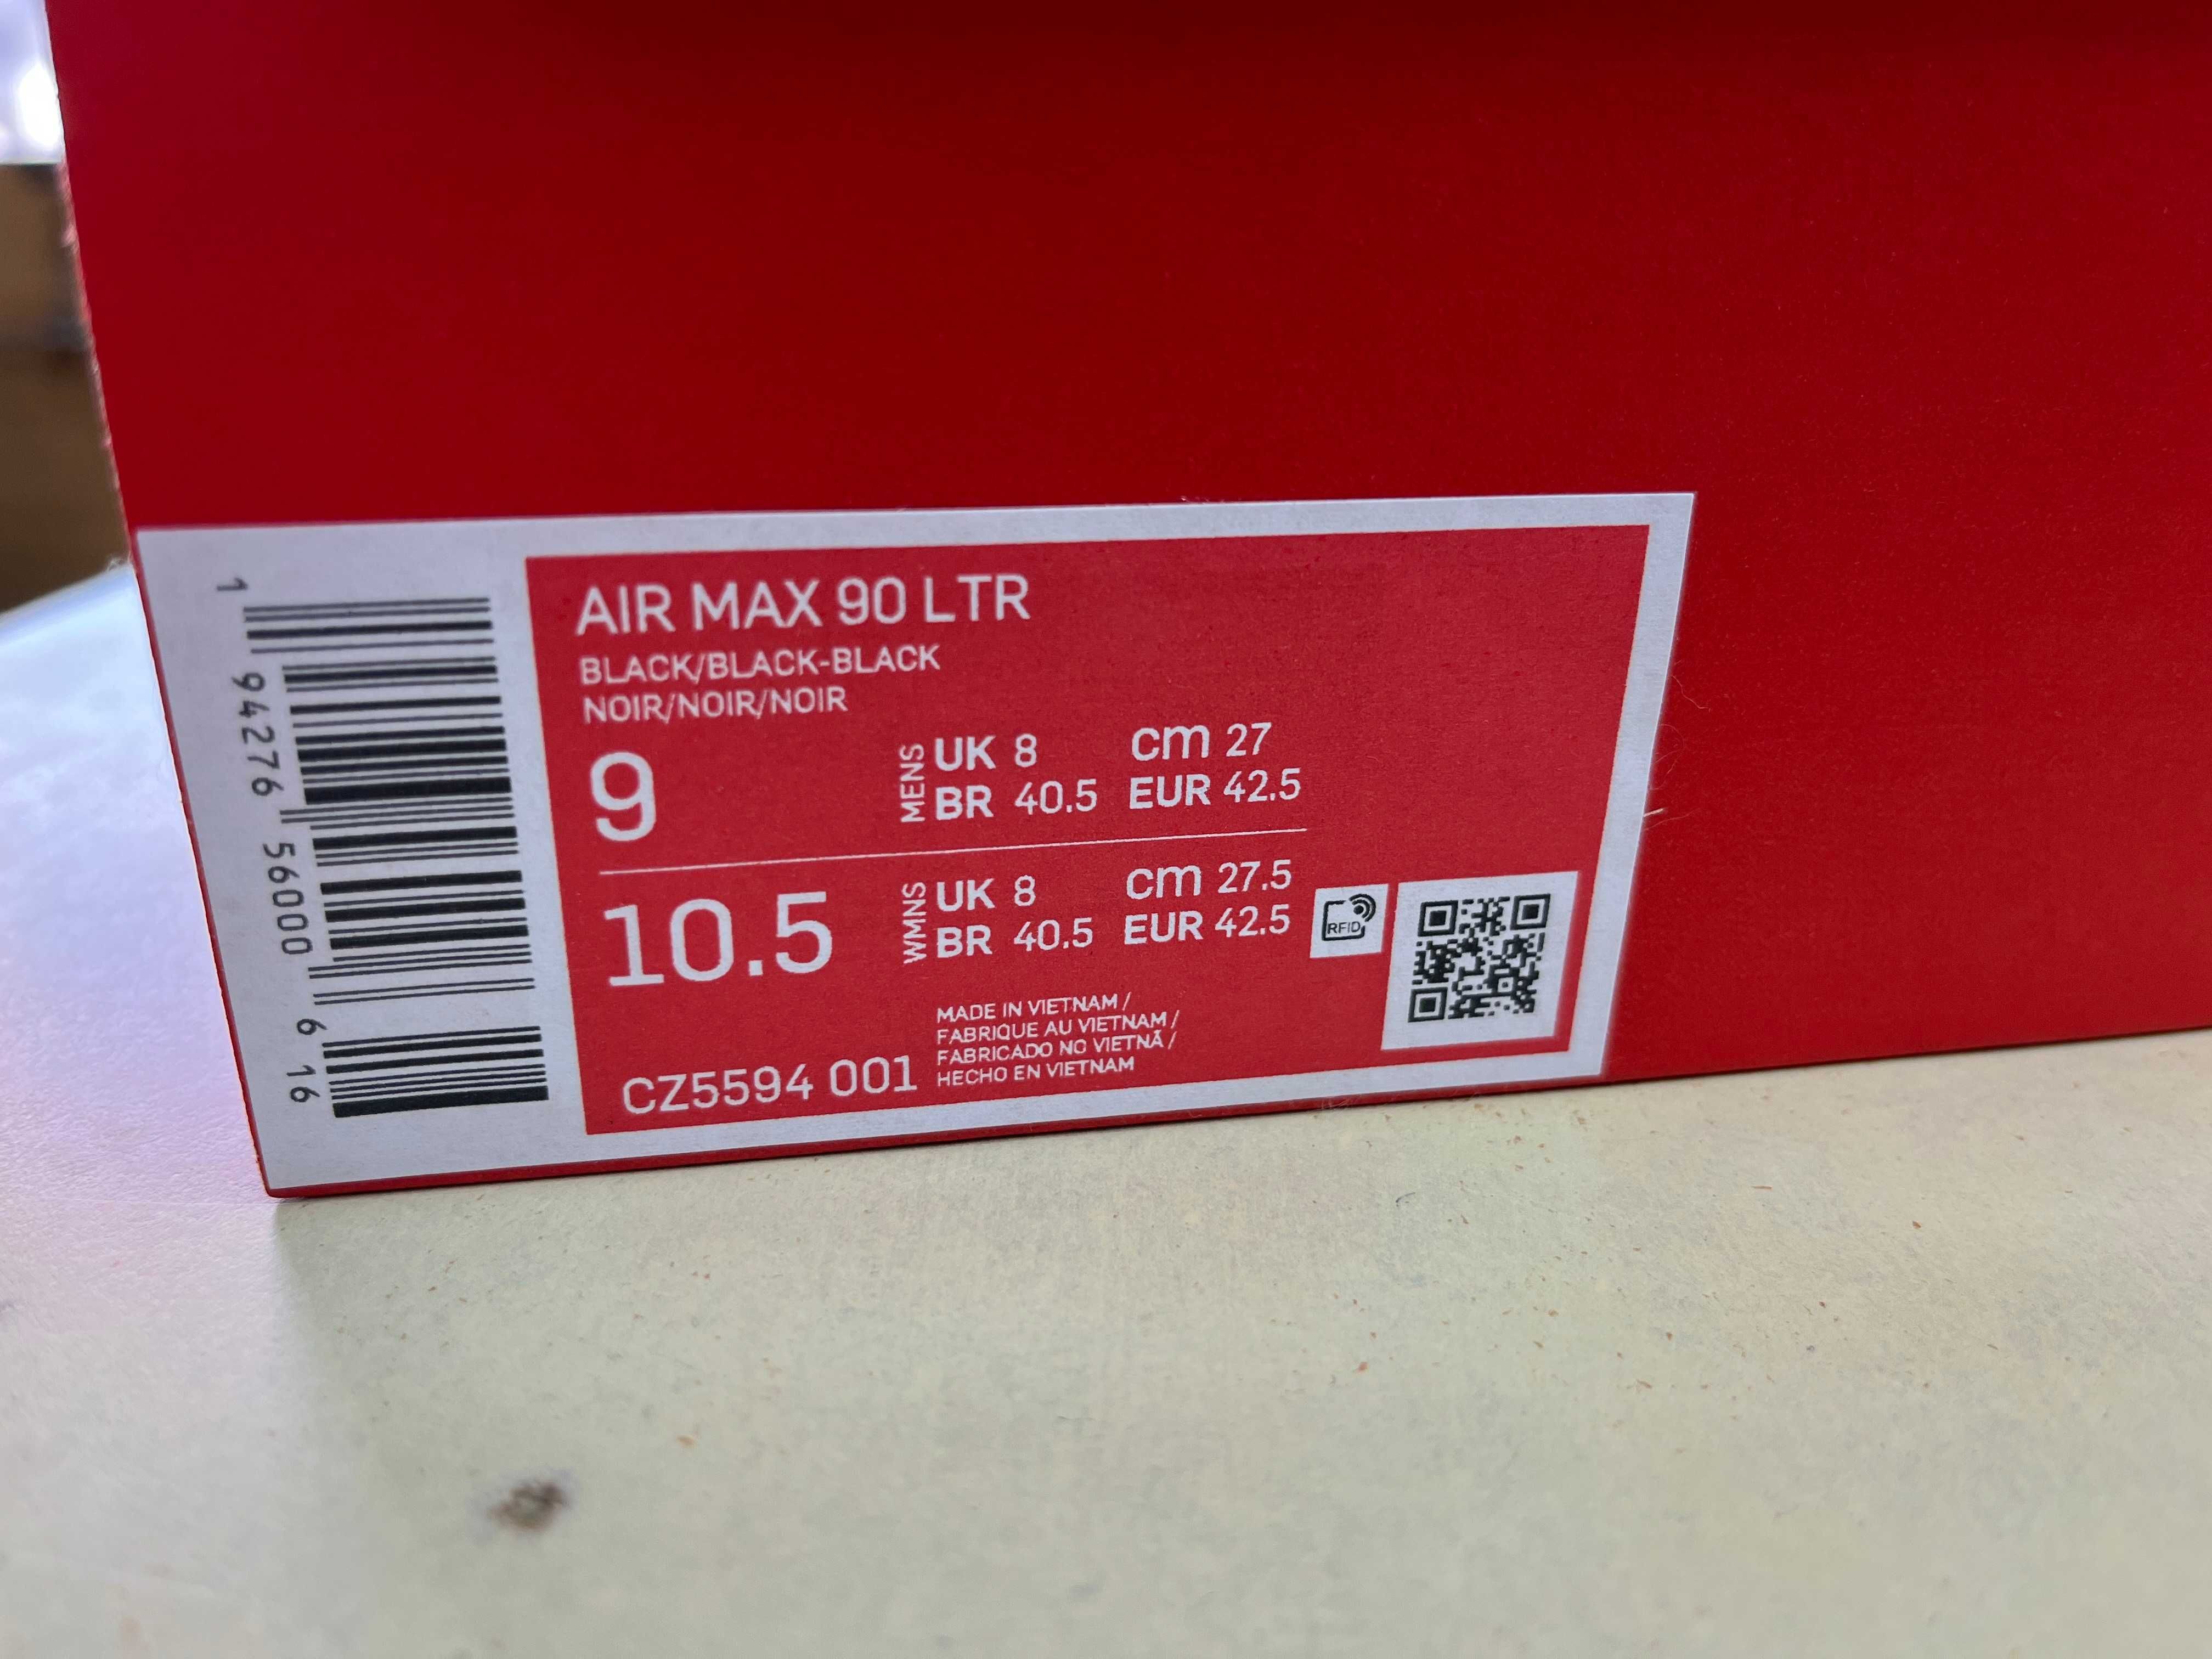 AIR MAX 90 LTR
BLACK/BLACK-BLACK
NOIR/NOIR/NOIR
9
MENS
UK 8 cm 27
BR 40.5 EUR 42.5
10.5
WMNS
UK 8 cm 27.5
BR 40.5 EUR 42.5
RFID
MADE IN VIETNAM /
FABRIQUE AU VIETNAM /
FABRICADO NO VIETNÃ /
HECHO EN VIETNAM
CZ5594 001
1 94276 56000 6 16